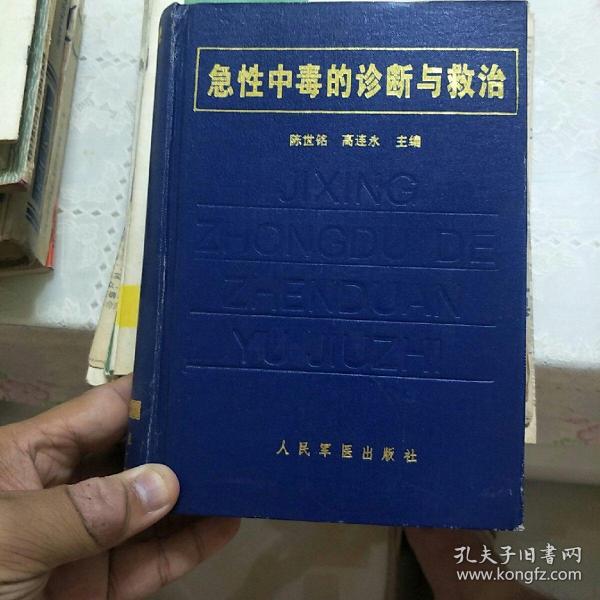 急性中毒的诊断与救治
陈世铭 高连永 主编
JIXING
ZHONGDU DE
ZHENDUAN
YU JIUZHI
人民军医出版社
孔夫子旧书网
www.kongfz.com